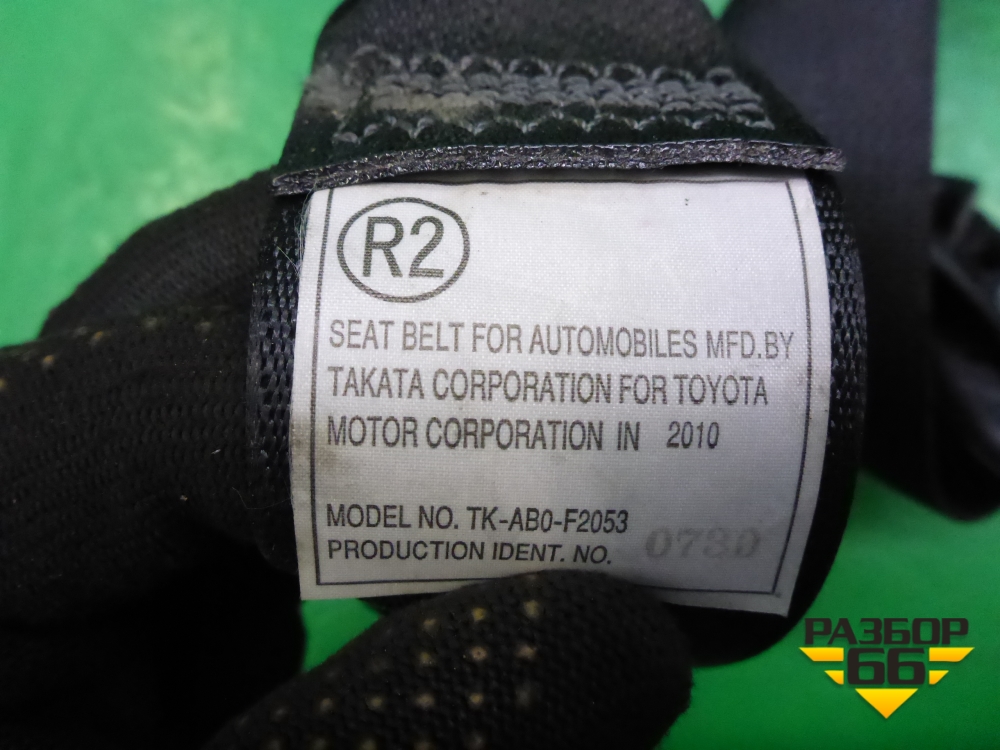 R2
SEAT BELT FOR AUTOMOBILES MFD.BY
TAKATA CORPORATION FOR TOYOTA
MOTOR CORPORATION IN 2010
MODEL NO. TK-AB0-F2053
PRODUCTION IDENT. NO. 0730
РАЗБОР
66